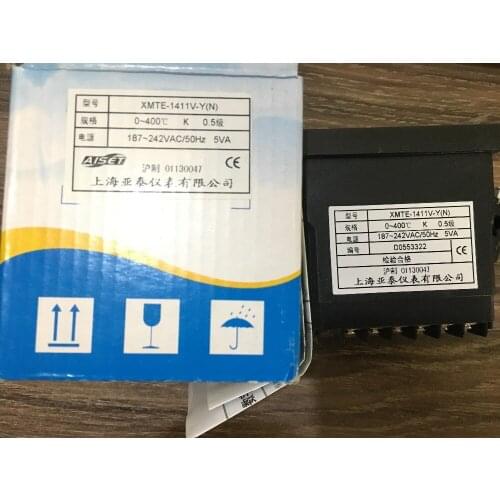 型号 XMTE-1411V-Y(N)
规格 0~400℃ K 0.5级
电源 187~242VAC/50Hz 5VA
AISET 沪制 01130047 CE
上海亚泰仪表有限公司
型号 XMTE-1411V-Y(N)
规格 0~400℃ K 0.5级
电源 187~242VAC/50Hz 5VA
编号 D0553322
检验合格
沪制 01130047 CE
上海亚泰仪表有限公司